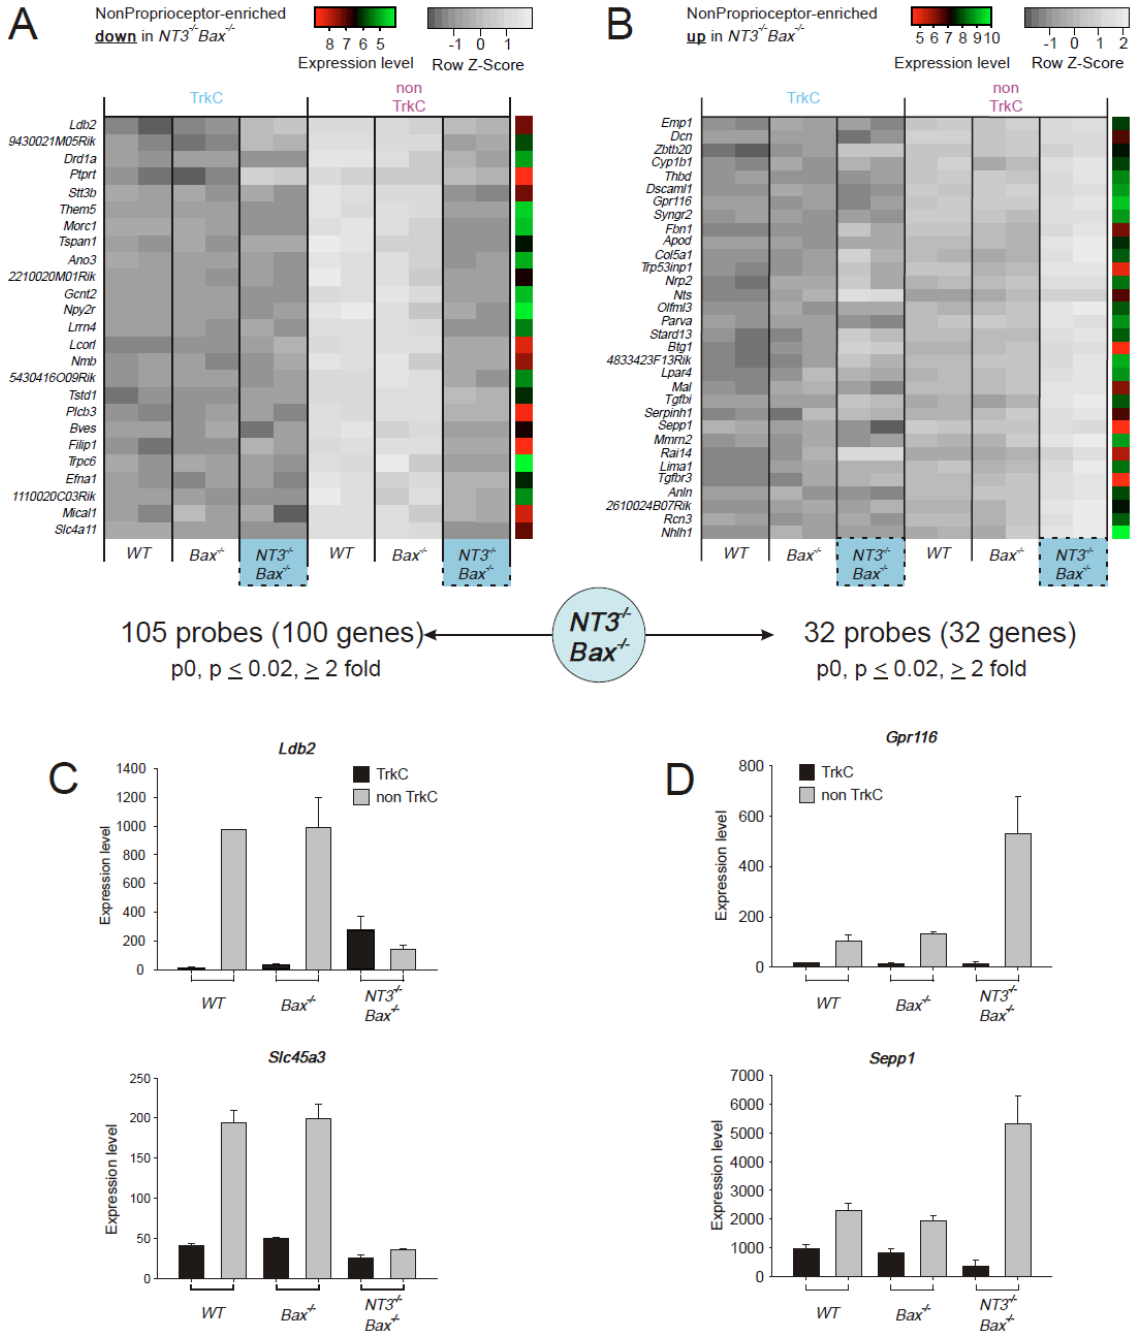 A
NonProprioceptor-enriched
down in NT3-/-Bax-/-
8 7 6 5
Expression level
-1 0 1
Row Z-Score
TrkC
non
TrkC
Ldb2
9430021M05Rik
Drd1a
Ptprt
Stt3b
Them5
Morc1
Tspan1
Ano3
2210020M01Rik
Gcnt2
Npy2r
Lrrn4
Lcorl
Nmb
5430416O09Rik
Tstd1
Plcb3
Bves
Filip1
Trpc6
Efna1
1110020C03Rik
Mical1
Slc4a11
WT
Bax-/-
NT3-/-
Bax-/-
WT
Bax-/-
NT3-/-
Bax-/-
B
NonProprioceptor-enriched
up in NT3-/-Bax-/-
5 6 7 8 9 10
Expression level
-1 0 1 2
Row Z-Score
TrkC
non
TrkC
Emp1
Dcn
Zbtb20
Cyp1b1
Thbd
Dscaml1
Gpr116
Syngr2
Fbn1
Apod
Col5a1
Trp53inp1
Nrp2
Nts
Olfml3
Parva
Stard13
Btg1
4833423F13Rik
Lpar4
Mal
Tgfbi
Serpinh1
Sepp1
Mmrn2
Rai14
Lima1
Tgfbr3
Anln
2610024B07Rik
Rcn3
Nhlh1
WT
Bax-/-
NT3-/-
Bax-/-
WT
Bax-/-
NT3-/-
Bax-/-
105 probes (100 genes)
p0, p ≤ 0.02, ≥ 2 fold
NT3-/-
Bax-/-
32 probes (32 genes)
p0, p ≤ 0.02, ≥ 2 fold
C
Ldb2
TrkC
non TrkC
Expression level
1400
1200
1000
800
600
400
200
0
WT
Bax-/-
NT3-/-
Bax-/-
D
Gpr116
TrkC
non TrkC
Expression level
800
600
400
200
0
WT
Bax-/-
NT3-/-
Bax-/-
Slc45a3
Expression level
250
200
150
100
50
0
WT
Bax-/-
NT3-/-
Bax-/-
Sepp1
Expression level
7000
6000
5000
4000
3000
2000
1000
0
WT
Bax-/-
NT3-/-
Bax-/-